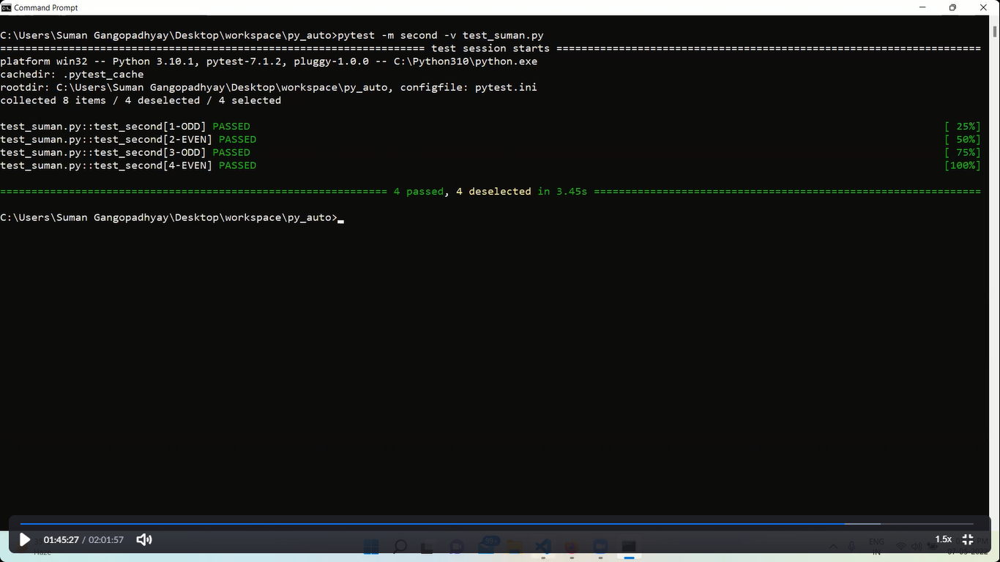 Command Prompt
C:\Users\Suman Gangopadhyay\Desktop\workspace\py_auto>pytest -m second -v test_suman.py
============================================================== test session starts ==============================================================
platform win32 -- Python 3.10.1, pytest-7.1.2, pluggy-1.0.0 -- C:\Python310\python.exe
cachedir: .pytest_cache
rootdir: C:\Users\Suman Gangopadhyay\Desktop\workspace\py_auto, configfile: pytest.ini
collected 8 items / 4 deselected / 4 selected
test_suman.py::test_second[1-ODD] PASSED [ 25%]
test_suman.py::test_second[2-EVEN] PASSED [ 50%]
test_suman.py::test_second[3-ODD] PASSED [ 75%]
test_suman.py::test_second[4-EVEN] PASSED [100%]
============================================================== 4 passed, 4 deselected in 3.45s ==============================================================
C:\Users\Suman Gangopadhyay\Desktop\workspace\py_auto>
01:45:27 / 02:01:57
99+
ENG
IN
1.5x
Haze